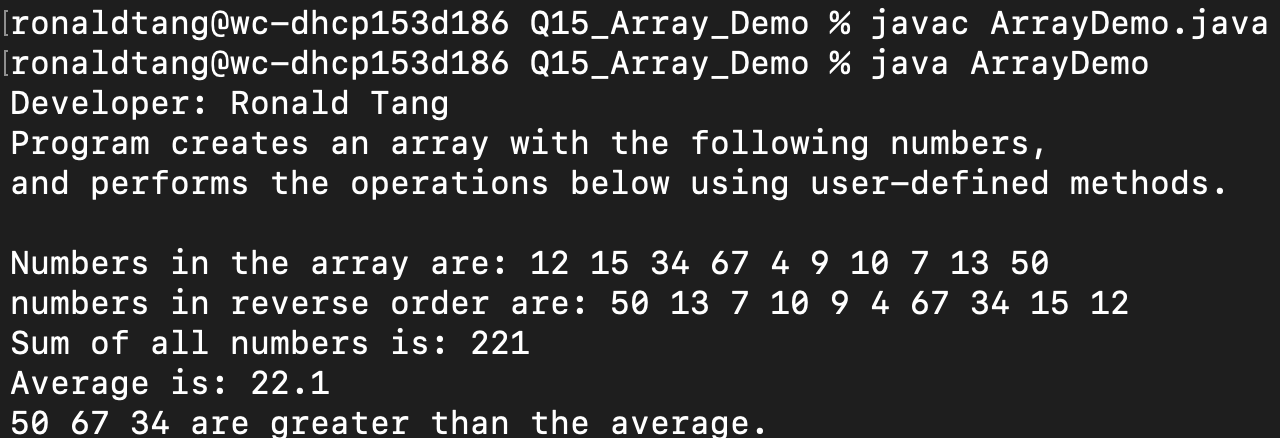 [ronaldtang@wc-dhcp153d186 Q15_Array_Demo % javac ArrayDemo.java
[ronaldtang@wc-dhcp153d186 Q15_Array_Demo % java ArrayDemo
Developer: Ronald Tang
Program creates an array with the following numbers,
and performs the operations below using user-defined methods.
Numbers in the array are: 12 15 34 67 4 9 10 7 13 50
numbers in reverse order are: 50 13 7 10 9 4 67 34 15 12
Sum of all numbers is: 221
Average is: 22.1
50 67 34 are greater than the average.